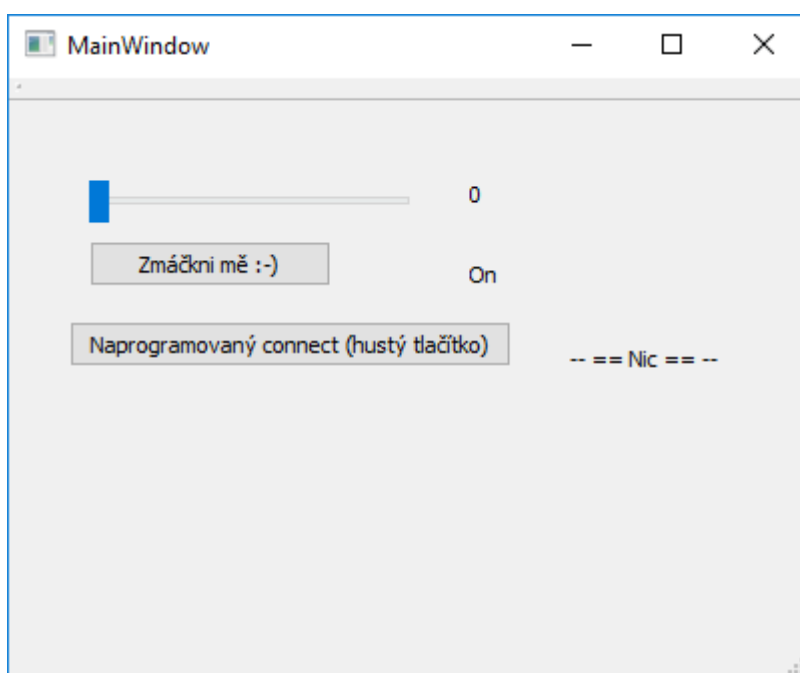 MainWindow
0
Zmáčkni mě :-)
On
Naprogramovaný connect (hustý tlačítko)
-- == Nic == --